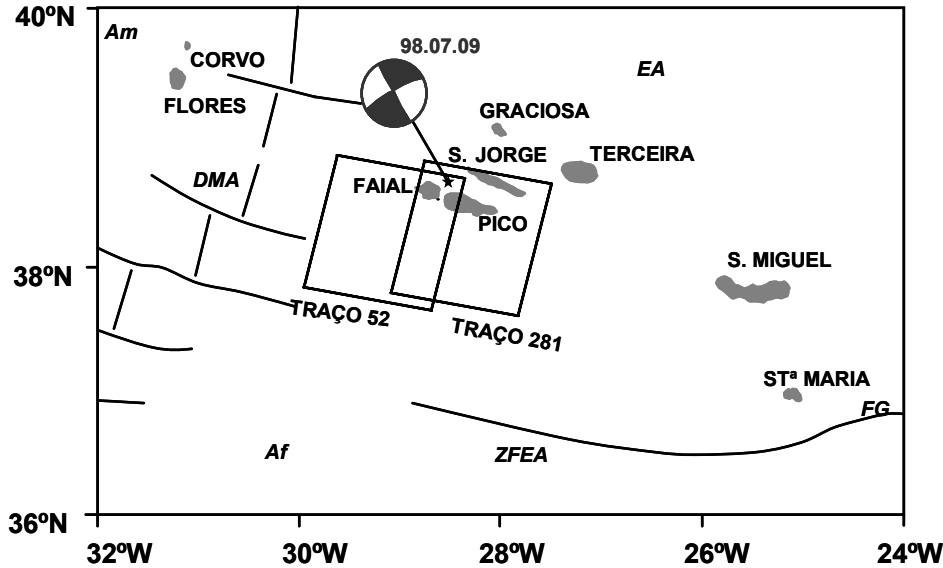 40ºN
Am
98.07.09
CORVO
EA
FLORES
GRACIOSA
S. JORGE
TERCEIRA
DMA
FAIAL
PICO
38ºN
S. MIGUEL
TRAÇO 52
TRAÇO 281
STª MARIA
FG
Af
ZFEA
36ºN
32ºW 30ºW 28ºW 26ºW 24ºW